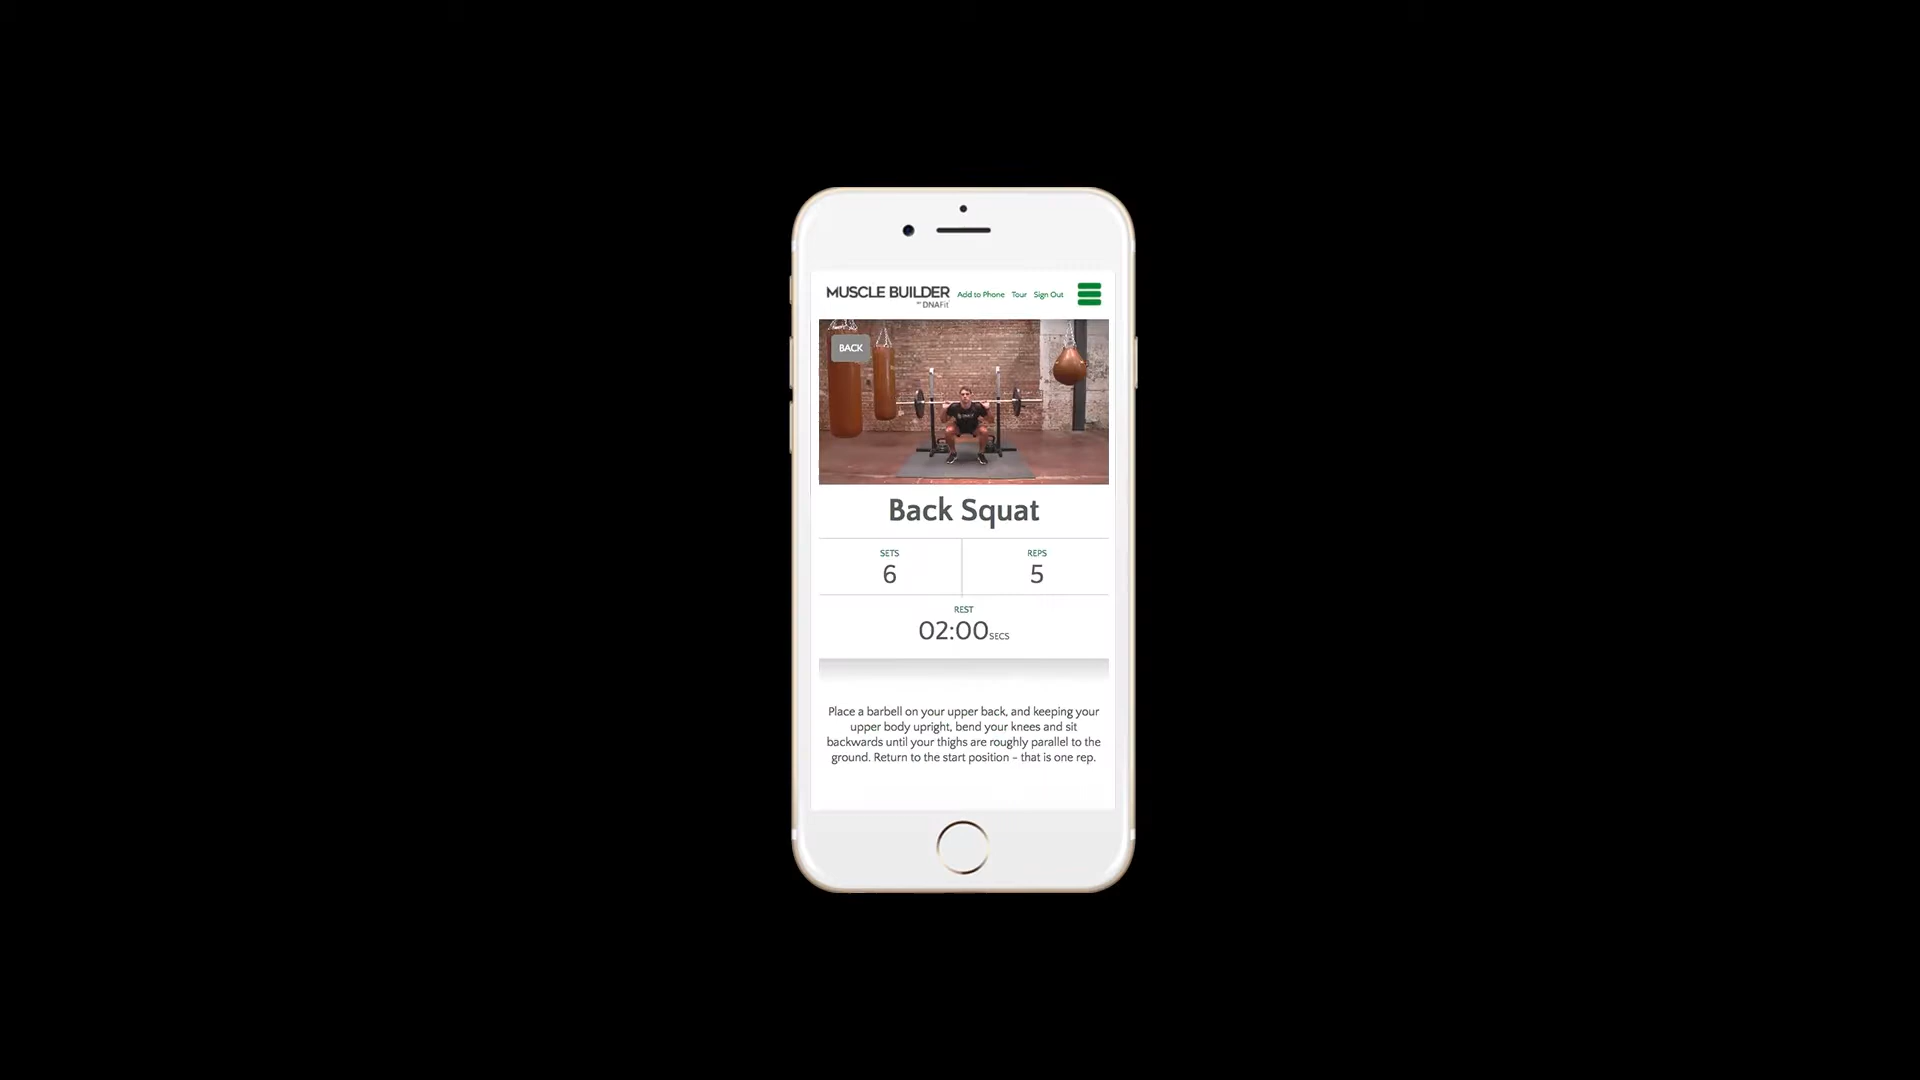 MUSCLE BUILDER
BY DNAFit
Add to Phone Tour Sign Out
BACK
Back Squat
SETS REPS
6 5
REST
02:00 SECS
Place a barbell on your upper back, and keeping your
upper body upright, bend your knees and sit
backwards until your thighs are roughly parallel to the
ground. Return to the start position - that is one rep.